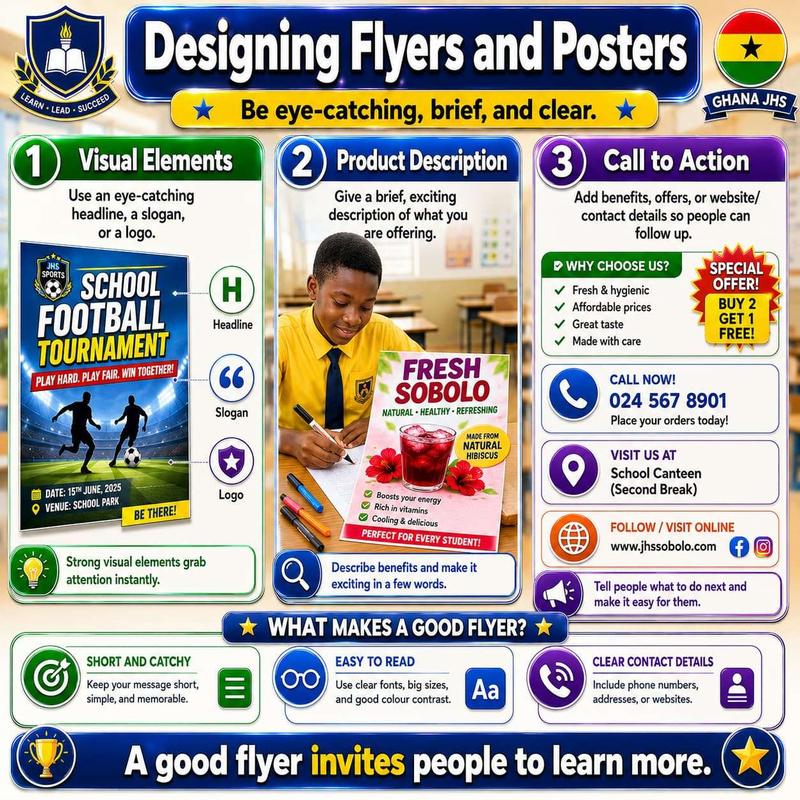 Designing Flyers and Posters
LEARN • LEAD • SUCCEED
GHANA JHS
Be eye-catching, brief, and clear.
1 Visual Elements
Use an eye-catching
headline, a slogan,
or a logo.
JHS
SPORTS
SCHOOL
FOOTBALL
TOURNAMENT
PLAY HARD. PLAY FAIR. WIN TOGETHER!
DATE: 15TH JUNE, 2025
VENUE: SCHOOL PARK
BE THERE!
H
Headline
Slogan
Logo
Strong visual elements grab
attention instantly.
2 Product Description
Give a brief, exciting
description of what you
are offering.
FRESH
SOBOLO
NATURAL • HEALTHY • REFRESHING
MADE FROM
NATURAL
HIBISCUS
Boosts your energy
Rich in vitamins
Cooling & delicious
PERFECT FOR EVERY STUDENT!
Describe benefits and make it
exciting in a few words.
3 Call to Action
Add benefits, offers, or website/
contact details so people can
follow up.
WHY CHOOSE US?
Fresh & hygienic
Affordable prices
Great taste
Made with care
SPECIAL
OFFER!
BUY 2
GET 1
FREE!
CALL NOW!
024 567 8901
Place your orders today!
VISIT US AT
School Canteen
(Second Break)
FOLLOW / VISIT ONLINE
www.jhssobolo.com
Tell people what to do next and
make it easy for them.
WHAT MAKES A GOOD FLYER?
SHORT AND CATCHY
Keep your message short,
simple, and memorable.
EASY TO READ
Use clear fonts, big sizes,
and good colour contrast.
Aa
CLEAR CONTACT DETAILS
Include phone numbers,
addresses, or websites.
A good flyer invites people to learn more.